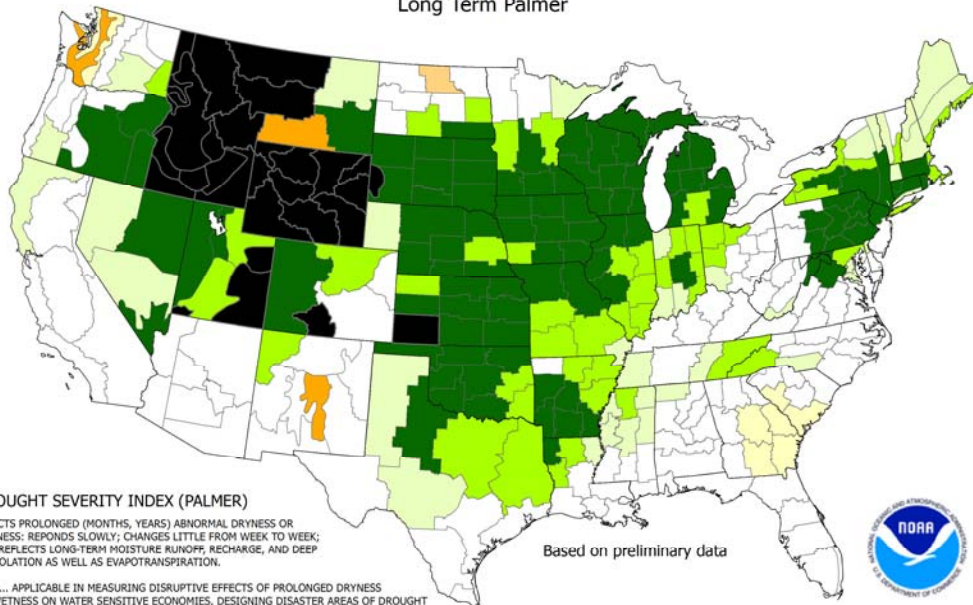 Long Term Palmer
OUGHT SEVERITY INDEX (PALMER)
CTS PROLONGED (MONTHS, YEARS) ABNORMAL DRYNESS OR
NESS: REPONDS SLOWLY; CHANGES LITTLE FROM WEEK TO WEEK;
REFLECTS LONG-TERM MOISTURE RUNOFF, RECHARGE, AND DEEP
OLATION AS WELL AS EVAPOTRANSPIRATION.
... APPLICABLE IN MEASURING DISRUPTIVE EFFECTS OF PROLONGED DRYNESS
WETNESS ON WATER SENSITIVE ECONOMIES, DESIGNING DISASTER AREAS OF DROUGHT
Based on preliminary data
NATIONAL OCEANIC AND ATMOSPHERIC ADMINISTRATION
NOAA
U.S. DEPARTMENT OF COMMERCE